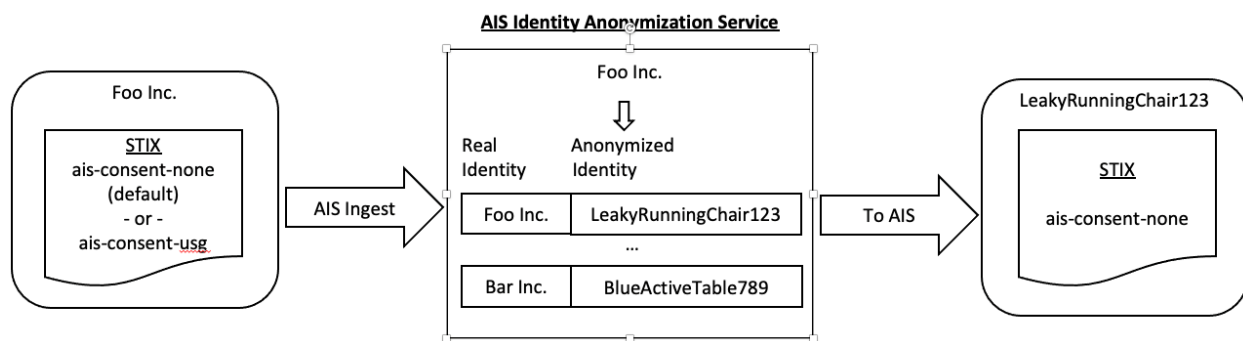 AIS Identity Anonymization Service
Foo Inc.
STIX
ais-consent-none
(default)
- or -
ais-consent-usg
AIS Ingest
Foo Inc.
Real
Identity
Anonymized
Identity
Foo Inc.
LeakyRunningChair123
...
Bar Inc.
BlueActiveTable789
To AIS
LeakyRunningChair123
STIX
ais-consent-none